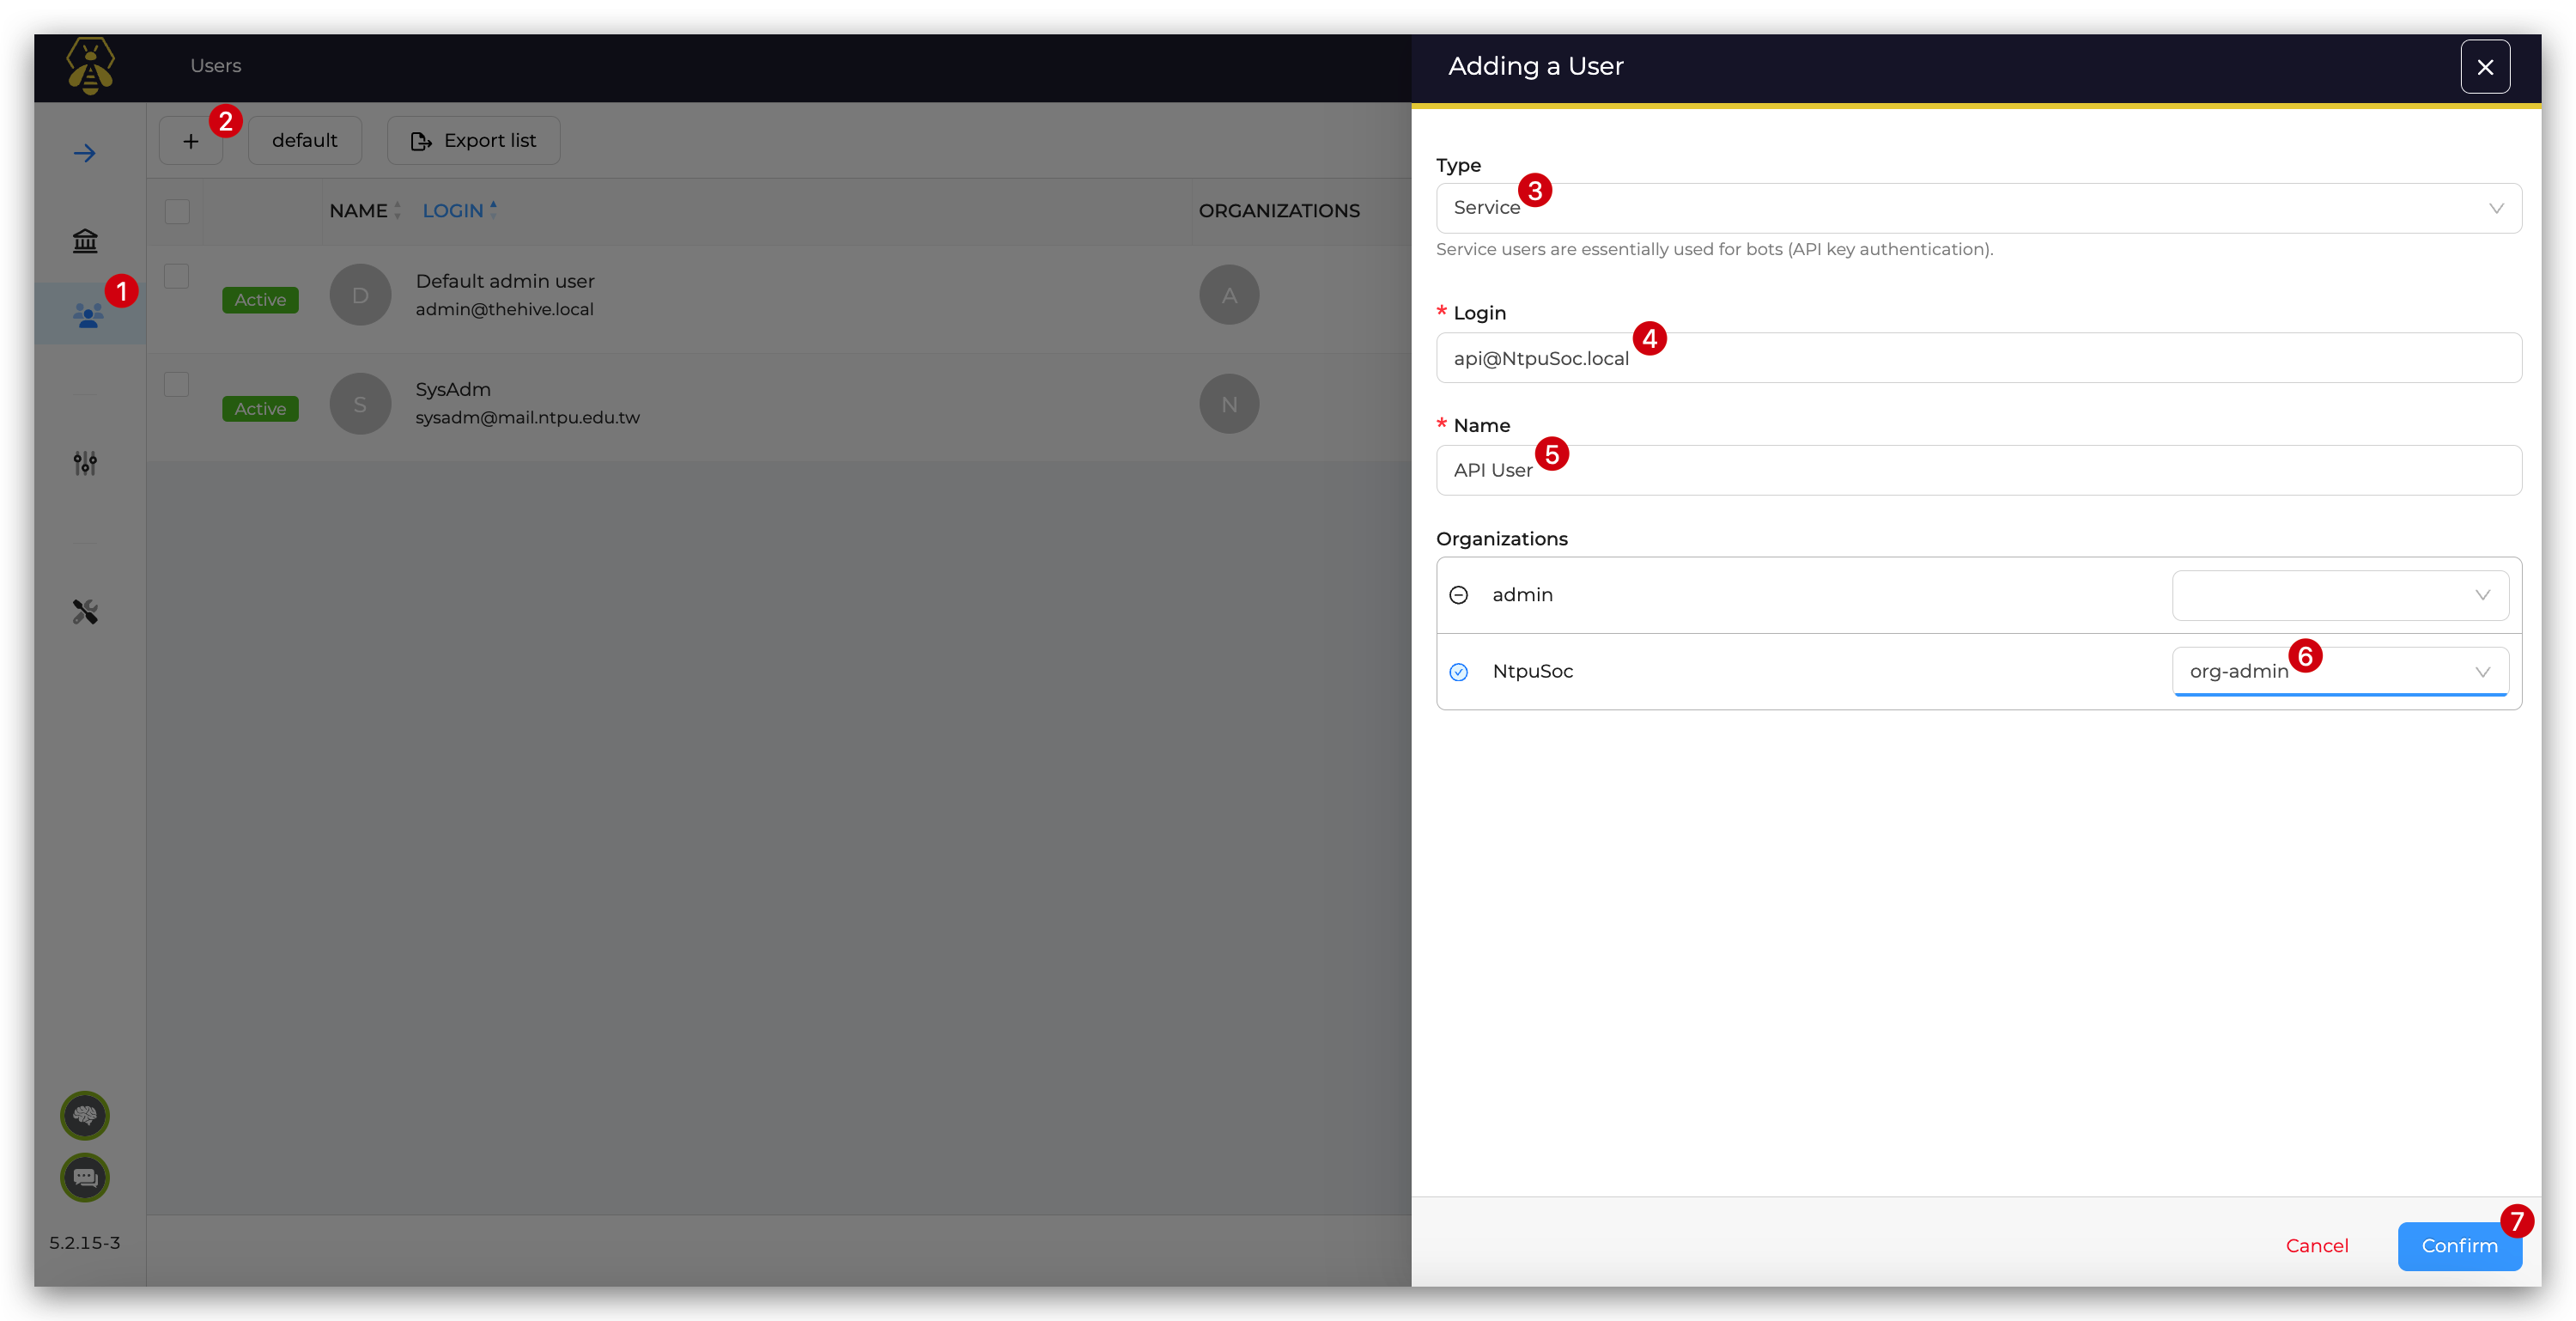 Users
Adding a User
2
+ default Export list
NAME LOGIN ORGANIZATIONS
1
Active
D
Default admin user
admin@thehive.local
A
Active
S
SysAdm
sysadm@mail.ntpu.edu.tw
N
5.2.15-3
Type
Service 3
Service users are essentially used for bots (API key authentication).
* Login
api@NtpuSoc.local 4
* Name
API User 5
Organizations
admin
NtpuSoc org-admin 6
Cancel Confirm 7